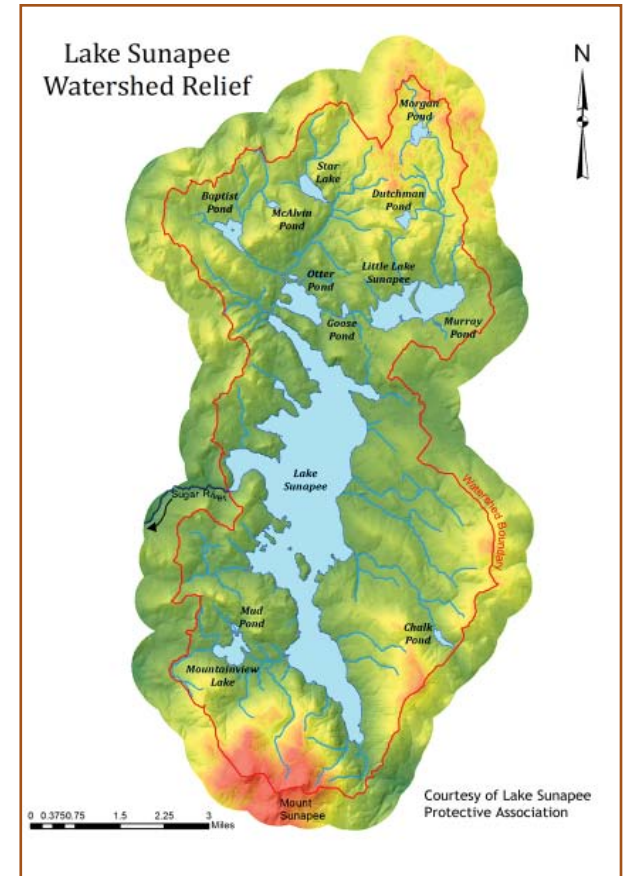 Lake Sunapee
Watershed Relief
N
Morgan
Pond
Star
Lake
Baptist
Pond
Dutchman
Pond
McAlvin
Pond
Otter
Pond
Little Lake
Sunapee
Goose
Pond
Murray
Pond
Lake
Sunapee
Sugar River
Watershed Boundary
Mud
Pond
Chalk
Pond
Mountainview
Lake
Mount
Sunapee
Courtesy of Lake Sunapee
Protective Association
0 0.3750.75 1.5 2.25 3
Miles